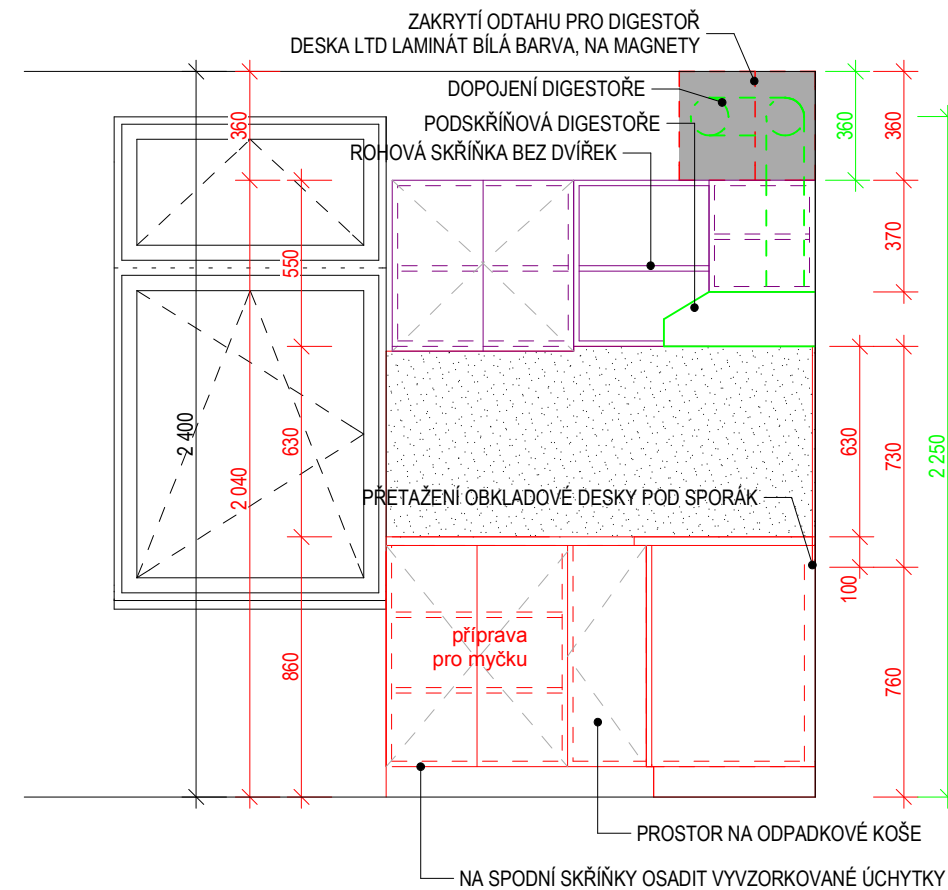 ZAKRYTÍ ODTAHU PRO DIGESTOŘ
DESKA LTD LAMINÁT BÍLÁ BARVA, NA MAGNETY
DOPOJENÍ DIGESTOŘE
PODSKŘÍŇOVÁ DIGESTOŘE
ROHOVÁ SKŘÍŇKA BEZ DVÍŘEK
360
360
360
370
550
2 400
2 040
630
630
730
2 250
PŘETAŽENÍ OBKLADOVÉ DESKY POD SPORÁK
100
příprava
pro myčku
860
760
PROSTOR NA ODPADKOVÉ KOŠE
NA SPODNÍ SKŘÍŇKY OSADIT VYVZORKOVANÉ ÚCHYTKY